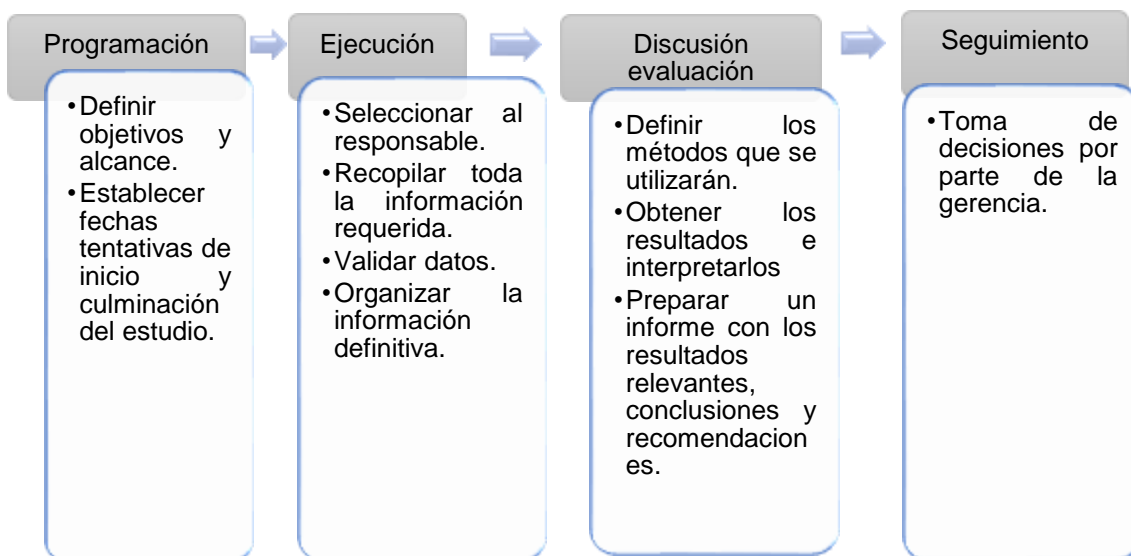 Programación
•Definir
objetivos y
alcance.
•Establecer
fechas
tentativas de
inicio y
culminación
del estudio.
Ejecución
•Seleccionar al
responsable.
•Recopilar toda
la información
requerida.
•Validar datos.
•Organizar la
información
definitiva.
Discusión
evaluación
•Definir los
métodos que se
utilizarán.
•Obtener los
resultados e
interpretarlos
•Preparar un
informe con los
resultados
relevantes,
conclusiones y
recomendacion
es.
Seguimiento
•Toma de
decisiones por
parte de la
gerencia.